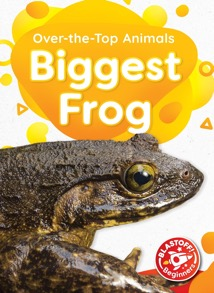 Over-the-Top Animals
Biggest
Frog
BLASTOFF!
Beginners